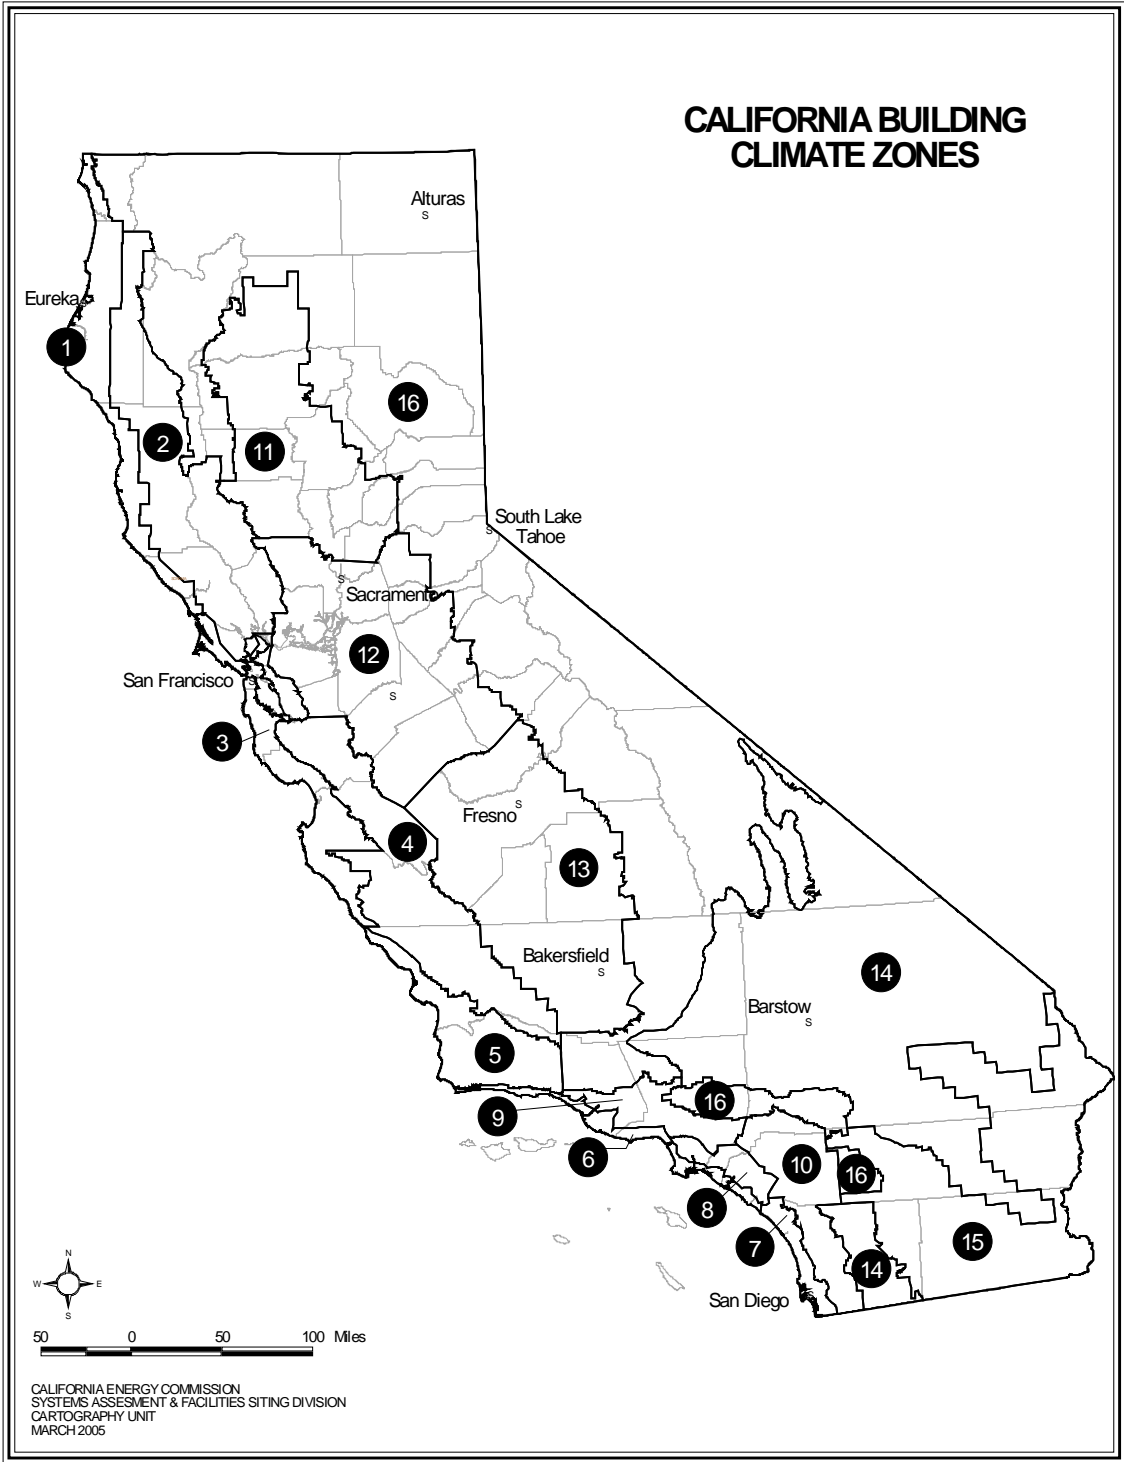 CALIFORNIA BUILDING
CLIMATE ZONES
Alturas
S
Eureka
1
16
2
11
South Lake
Tahoe
S
S
Sacramento
12
San Francisco
S
S
3
Fresno
S
4
13
Bakersfield
S
14
Barstow
S
5
16
9
6
10
16
8
7
15
14
San Diego
S
N
W
E
S
50 0 50 100 Miles
CALIFORNIA ENERGY COMMISSION
SYSTEMS ASSESMENT & FACILITIES SITING DIVISION
CARTOGRAPHY UNIT
MARCH 2005